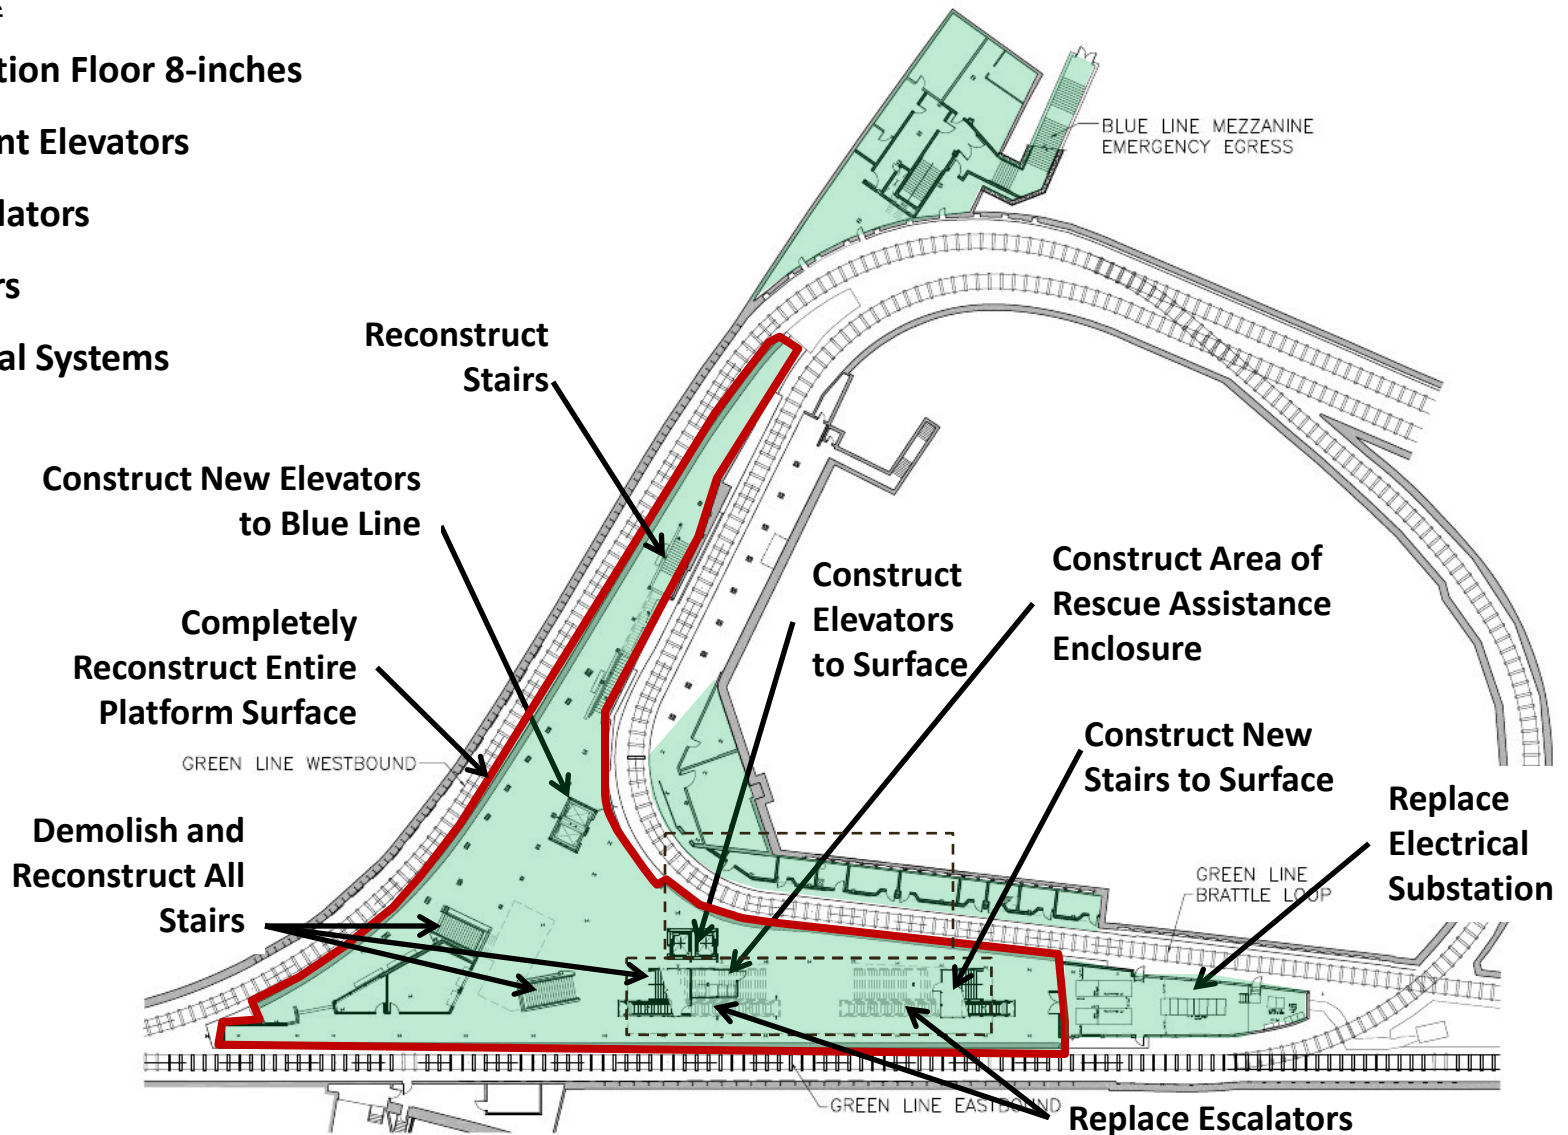 tion Floor 8-inches
nt Elevators
lators
rs
al Systems
BLUE LINE MEZZANINE
EMERGENCY EGRESS
Reconstruct
Stairs
Construct New Elevators
to Blue Line
Construct
Elevators
to Surface
Construct Area of
Rescue Assistance
Enclosure
Completely
Reconstruct Entire
Platform Surface
GREEN LINE WESTBOUND
Construct New
Stairs to Surface
Replace
Electrical
Substation
Demolish and
Reconstruct All
Stairs
GREEN LINE
BRATTLE LOOP
GREEN LINE EASTBOUND
Replace Escalators